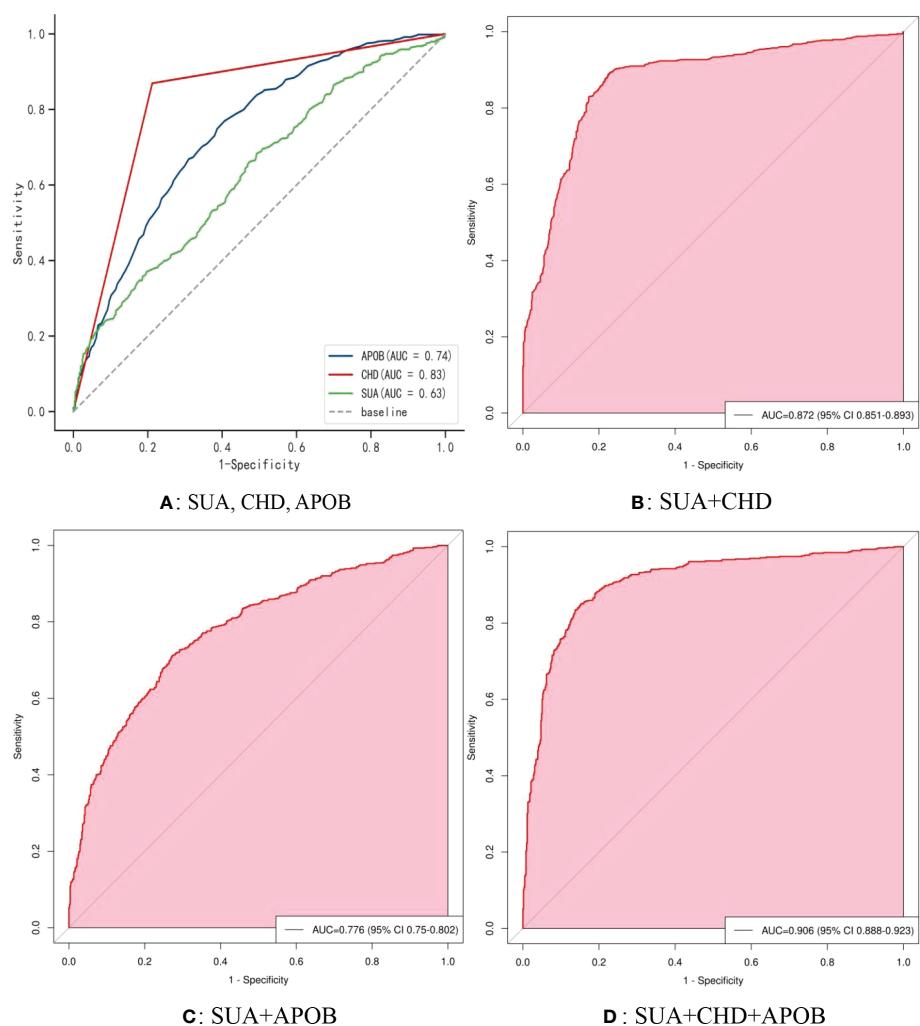 1.0
0.8
0.6
0.4
0.2
0.0
Sensitivity
APOB(AUC = 0.74)
CHD(AUC = 0.83)
SUA(AUC = 0.63)
baseline
0.0 0.2 0.4 0.6 0.8 1.0
1-Specificity
A: SUA, CHD, APOB
1.0
0.8
0.6
0.4
0.2
0.0
Sensitivity
AUC=0.872 (95% CI 0.851-0.893)
0.0 0.2 0.4 0.6 0.8 1.0
1 - Specificity
B: SUA+CHD
1.0
0.8
0.6
0.4
0.2
0.0
Sensitivity
AUC=0.776 (95% CI 0.75-0.802)
0.0 0.2 0.4 0.6 0.8 1.0
1 - Specificity
C: SUA+APOB
1.0
0.8
0.6
0.4
0.2
0.0
Sensitivity
AUC=0.906 (95% CI 0.888-0.923)
0.0 0.2 0.4 0.6 0.8 1.0
1 - Specificity
D: SUA+CHD+APOB